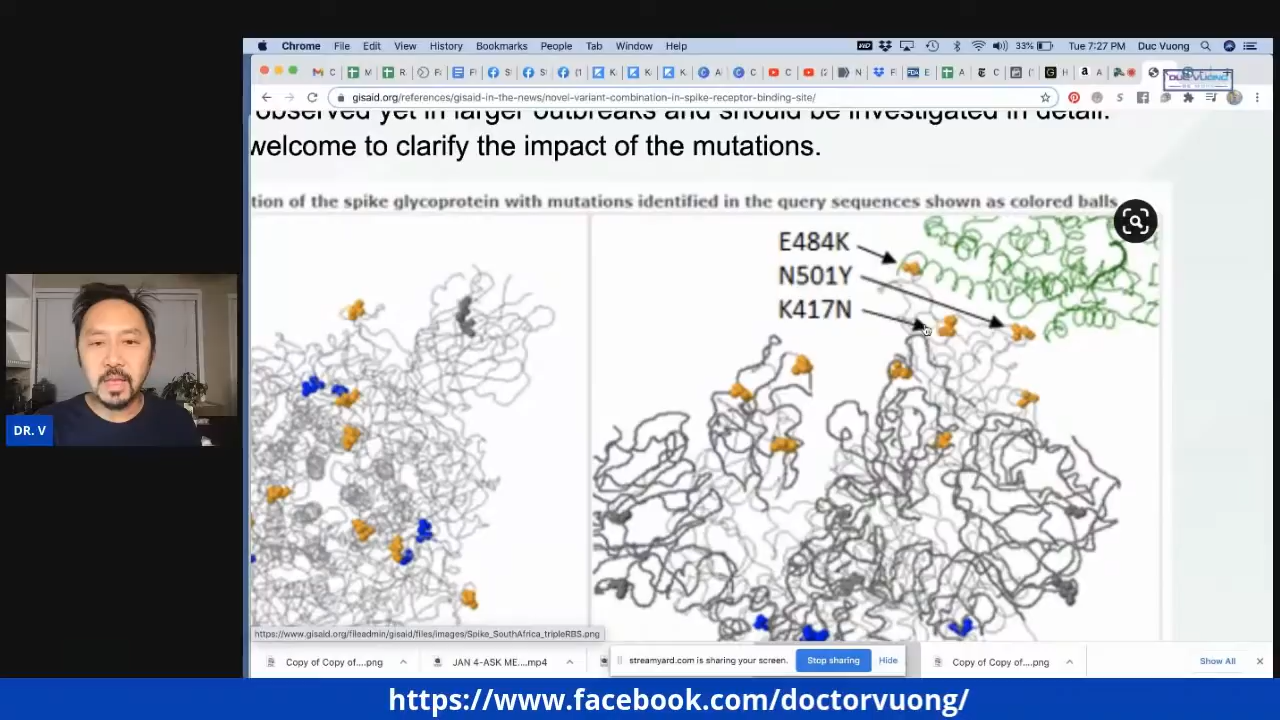 Chrome File Edit View History Bookmarks People Tab Window Help 33% Tue 7:27 PM Duc Vuong
gisaid.org/references/gisaid-in-the-news/novel-variant-combination-in-spike-receptor-binding-site/
DUC VUONG
observed yet in larger outbreaks and should be investigated in detail.
welcome to clarify the impact of the mutations.
tion of the spike glycoprotein with mutations identified in the query sequences shown as colored balls
E484K
N501Y
K417N
DR. V
https://www.gisaid.org/fileadmin/gisaid/files/images/Spike_SouthAfrica_tripleRBS.png
Copy of Copy of....png
JAN 4-ASK ME....mp4
streamyard.com is sharing your screen.
Stop sharing
Hide
Copy of Copy of....png
Show All
https://www.facebook.com/doctorvuong/